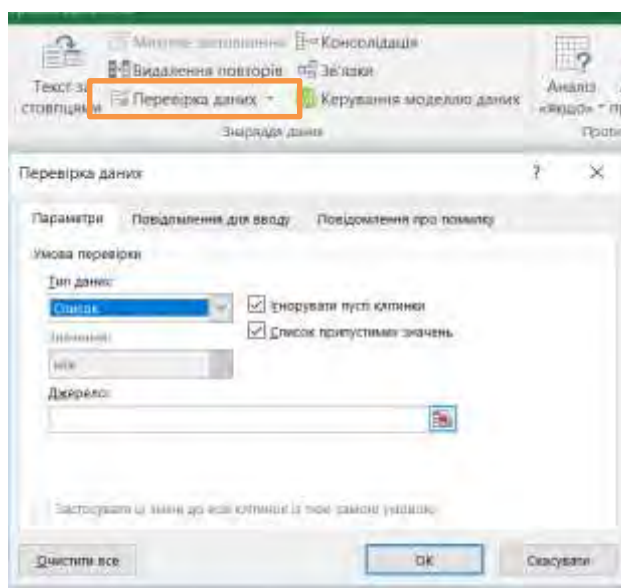 Миттєве заповнення Консолідація
Видалення повторів Зв'язки
Текст за стовпцями
Перевірка даних Керування моделлю даних
Аналіз «якщо»
Знаряддя даних
Перевірка даних ? ×
Параметри Повідомлення для вводу Повідомлення про помилку
Умова перевірки
Тип даних:
Список Ігнорувати пусті клітинки
Значення: Список припустимих значень
між
Джерело:
Застосувати ці зміни до всіх клітинок із тією самою умовою
Очистити все OK Скасувати